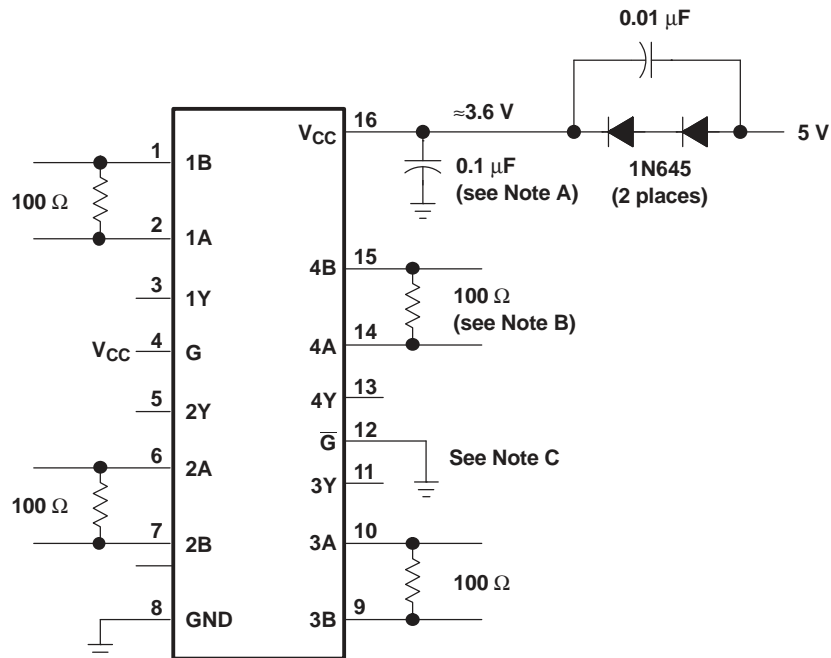 0.01 μF
16
VCC
≈3.6 V
5 V
1
1B
0.1 μF
(see Note A)
1N645
(2 places)
100 Ω
2
1A
15
4B
3
1Y
100 Ω
(see Note B)
VCC
4
G
14
4A
5
2Y
13
4Y
12
G̅
See Note C
6
2A
11
3Y
100 Ω
7
2B
10
3A
100 Ω
8
GND
9
3B